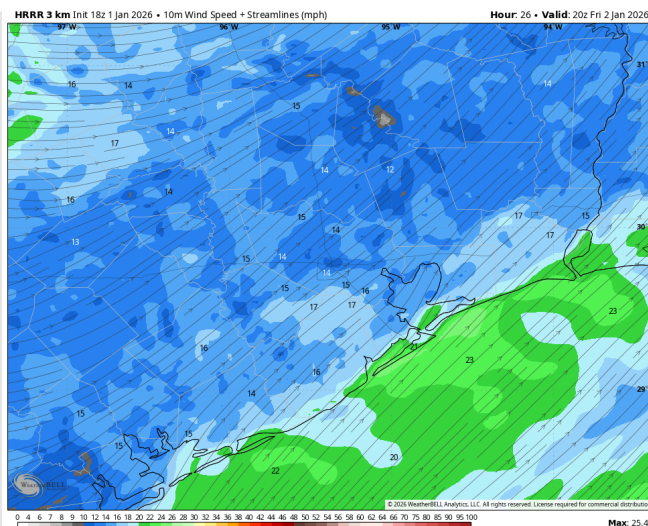 HRRR 3 km Init 18z 1 Jan 2026 • 10m Wind Speed + Streamlines (mph)
Hour: 26 • Valid: 20z Fri 2 Jan 2026
97°W 96°W 95°W 94°W
31°
16 14 14
15
14
17
14 12
14
16
15 17 15
14 17 30
13
15 14
14
15 15 16
17 17
23
21
16 23
16
14 29°
15
15 15
20
22
WEATHERBELL
© 2026 WeatherBELL Analytics, LLC. All rights reserved. License required for commercial distributio
0 4 6 7 8 9 10 12 14 16 18 20 22 24 26 28 30 32 34 36 38 40 42 44 46 48 50 52 54 56 58 60 65 70 75 80 85 90 95 100
Max: 25.4